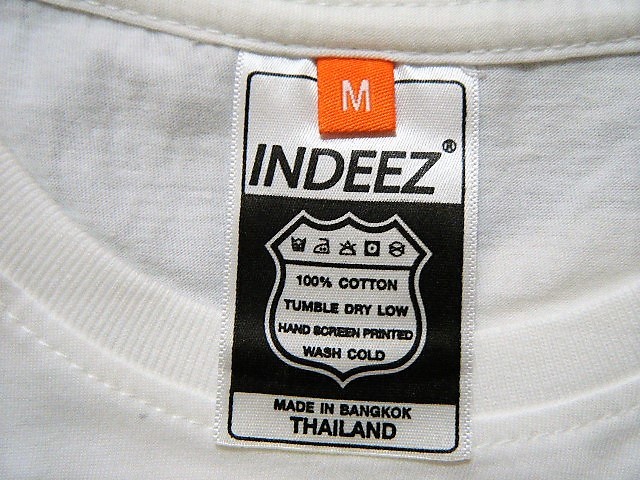 M
INDEEZ®
100% COTTON
TUMBLE DRY LOW
HAND SCREEN PRINTED
WASH COLD
MADE IN BANGKOK
THAILAND